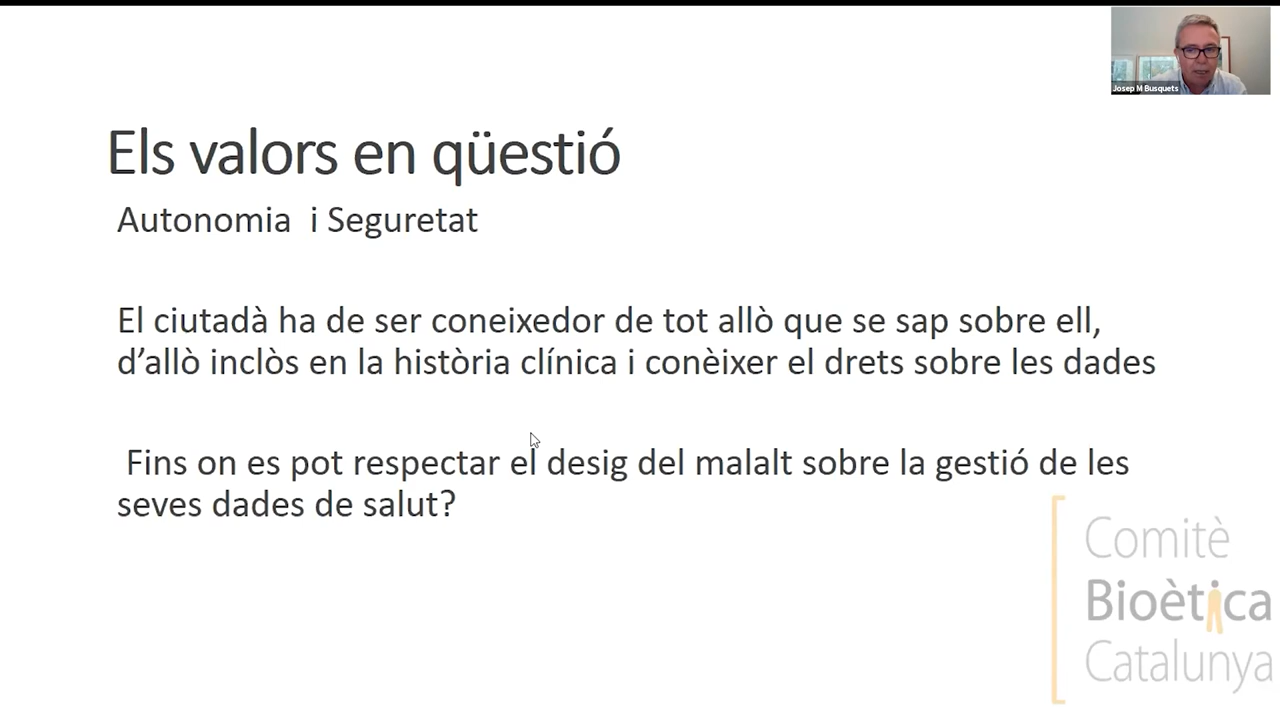 Josep M Busquets
Els valors en qüestió
Autonomia i Seguretat
El ciutadà ha de ser coneixedor de tot allò que se sap sobre ell,
d’allò inclòs en la història clínica i conèixer el drets sobre les dades
Fins on es pot respectar el desig del malalt sobre la gestió de les
seves dades de salut?
Comitè
Bioètica
Catalunya